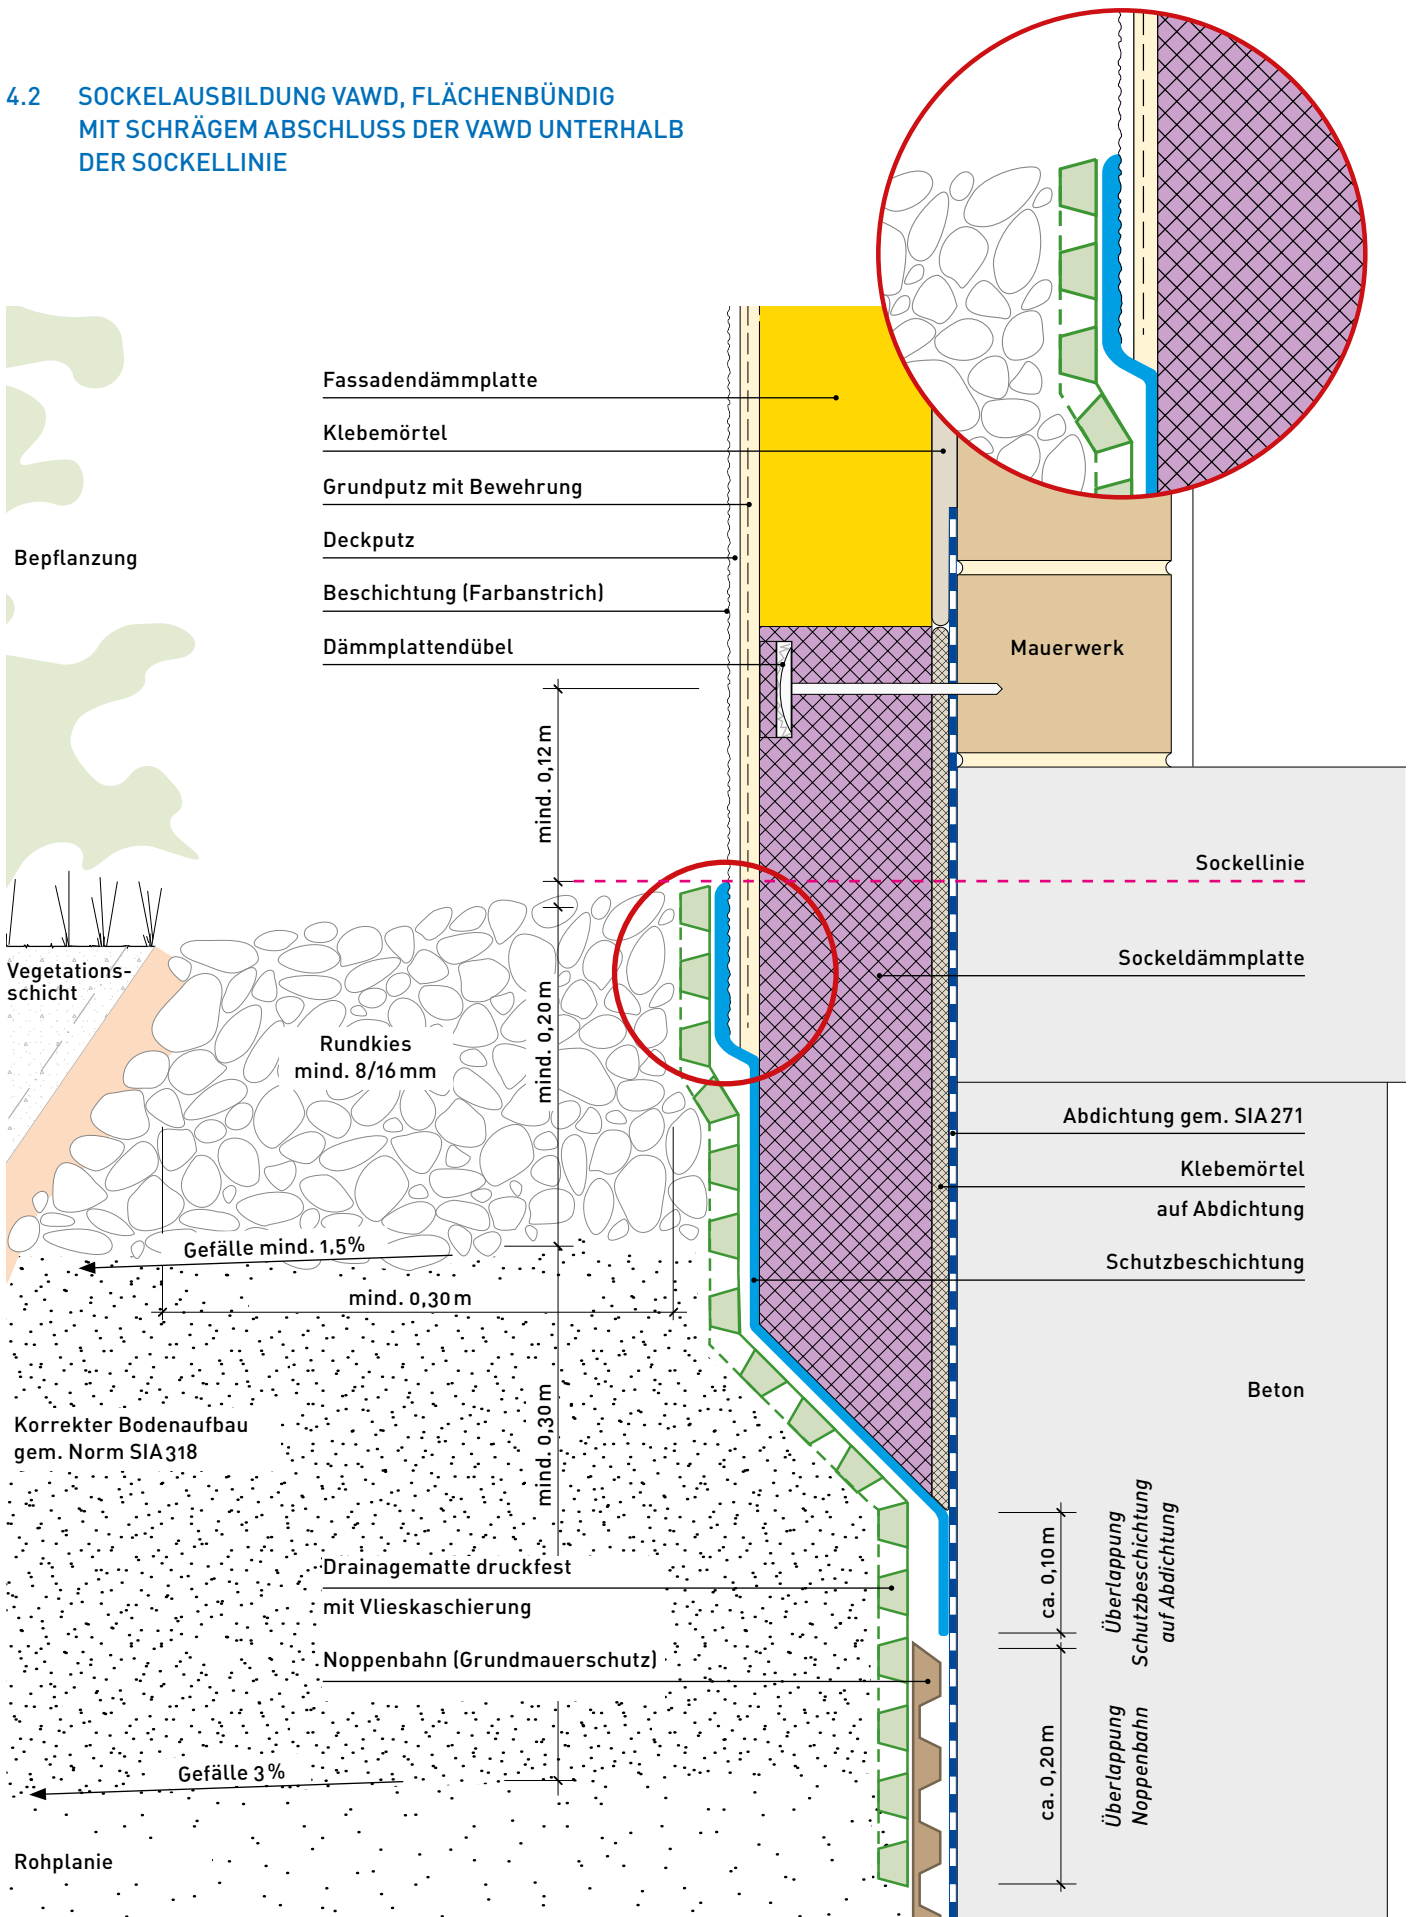 4.2 SOCKELAUSBILDUNG VAWD, FLÄCHENBÜNDIG
MIT SCHRÄGEM ABSCHLUSS DER VAWD UNTERHALB
DER SOCKELLINIE
Fassadendämmplatte
Klebemörtel
Grundputz mit Bewehrung
Deckputz
Bepflanzung
Beschichtung (Farbanstrich)
Dämmplattendübel
Mauerwerk
mind. 0,12 m
Sockellinie
Sockeldämmplatte
Vegetations-
schicht
mind. 0,20 m
Rundkies
mind. 8/16 mm
Abdichtung gem. SIA 271
Klebemörtel
auf Abdichtung
Gefälle mind. 1,5%
Schutzbeschichtung
mind. 0,30 m
Beton
Korrekter Bodenaufbau
gem. Norm SIA 318
mind. 0,30 m
Drainagematte druckfest
mit Vlieskaschierung
ca. 0,10 m
Überlappung
Schutzbeschichtung
auf Abdichtung
Noppenbahn (Grundmauerschutz)
ca. 0,20 m
Überlappung
Noppenbahn
Gefälle 3%
Rohplanie